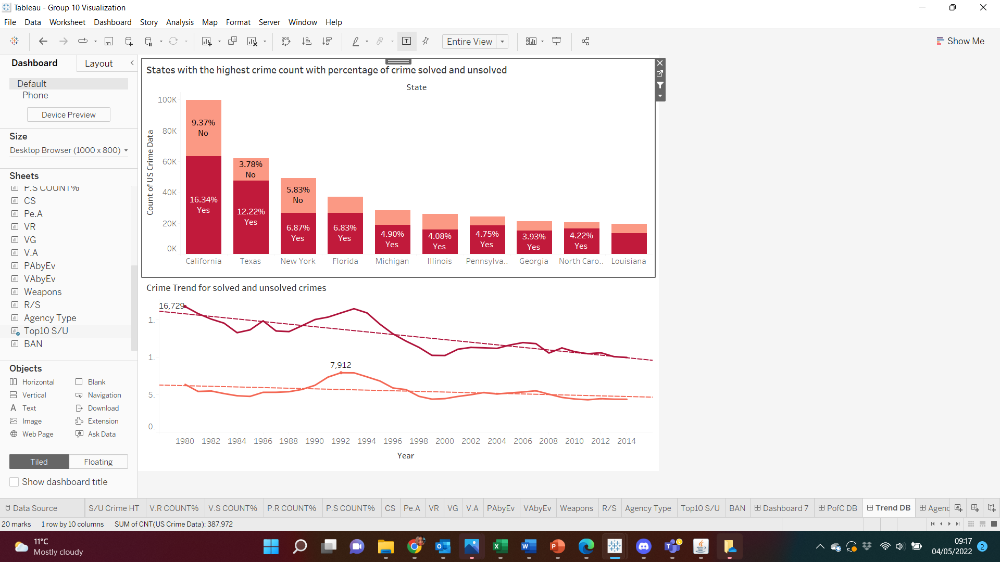 Tableau - Group 10 Visualization
File Data Worksheet Dashboard Story Analysis Map Format Server Window Help
Entire View
Show Me
Dashboard
Layout
Default
Phone
Device Preview
Size
Desktop Browser (1000 x 800)
Sheets
P.S COUNT%
CS
Pe.A
VR
VG
V.A
PAbyEv
VAbyEv
Weapons
R/S
Agency Type
Top10 S/U
BAN
Objects
Horizontal Blank
Vertical Navigation
Text Download
Image Extension
Web Page Ask Data
Tiled Floating
Show dashboard title
States with the highest crime count with percentage of crime solved and unsolved
State
Count of US Crime Data
100K
80K
60K
40K
20K
0K
9.37%
No
16.34%
Yes
3.78%
No
12.22%
Yes
5.83%
No
6.87%
Yes
6.83%
Yes
4.90%
Yes
4.08%
Yes
4.75%
Yes
3.93%
Yes
4.22%
Yes
California Texas New York Florida Michigan Illinois Pennsylva.. Georgia North Caro.. Louisiana
Crime Trend for solved and unsolved crimes
16,729
7,912
1.
1.
5.
0.
1980 1982 1984 1986 1988 1990 1992 1994 1996 1998 2000 2002 2004 2006 2008 2010 2012 2014
Year
Data Source S/U Crime HT V.R COUNT% V.S COUNT% P.R COUNT% P.S COUNT% CS Pe.A VR VG V.A PAbyEv VAbyEv Weapons R/S Agency Type Top10 S/U BAN Dashboard 7 PofC DB Trend DB Agenc
20 marks 1 row by 10 columns SUM of CNT(US Crime Data): 387,972
11°C
Mostly cloudy
09:17
04/05/2022
2